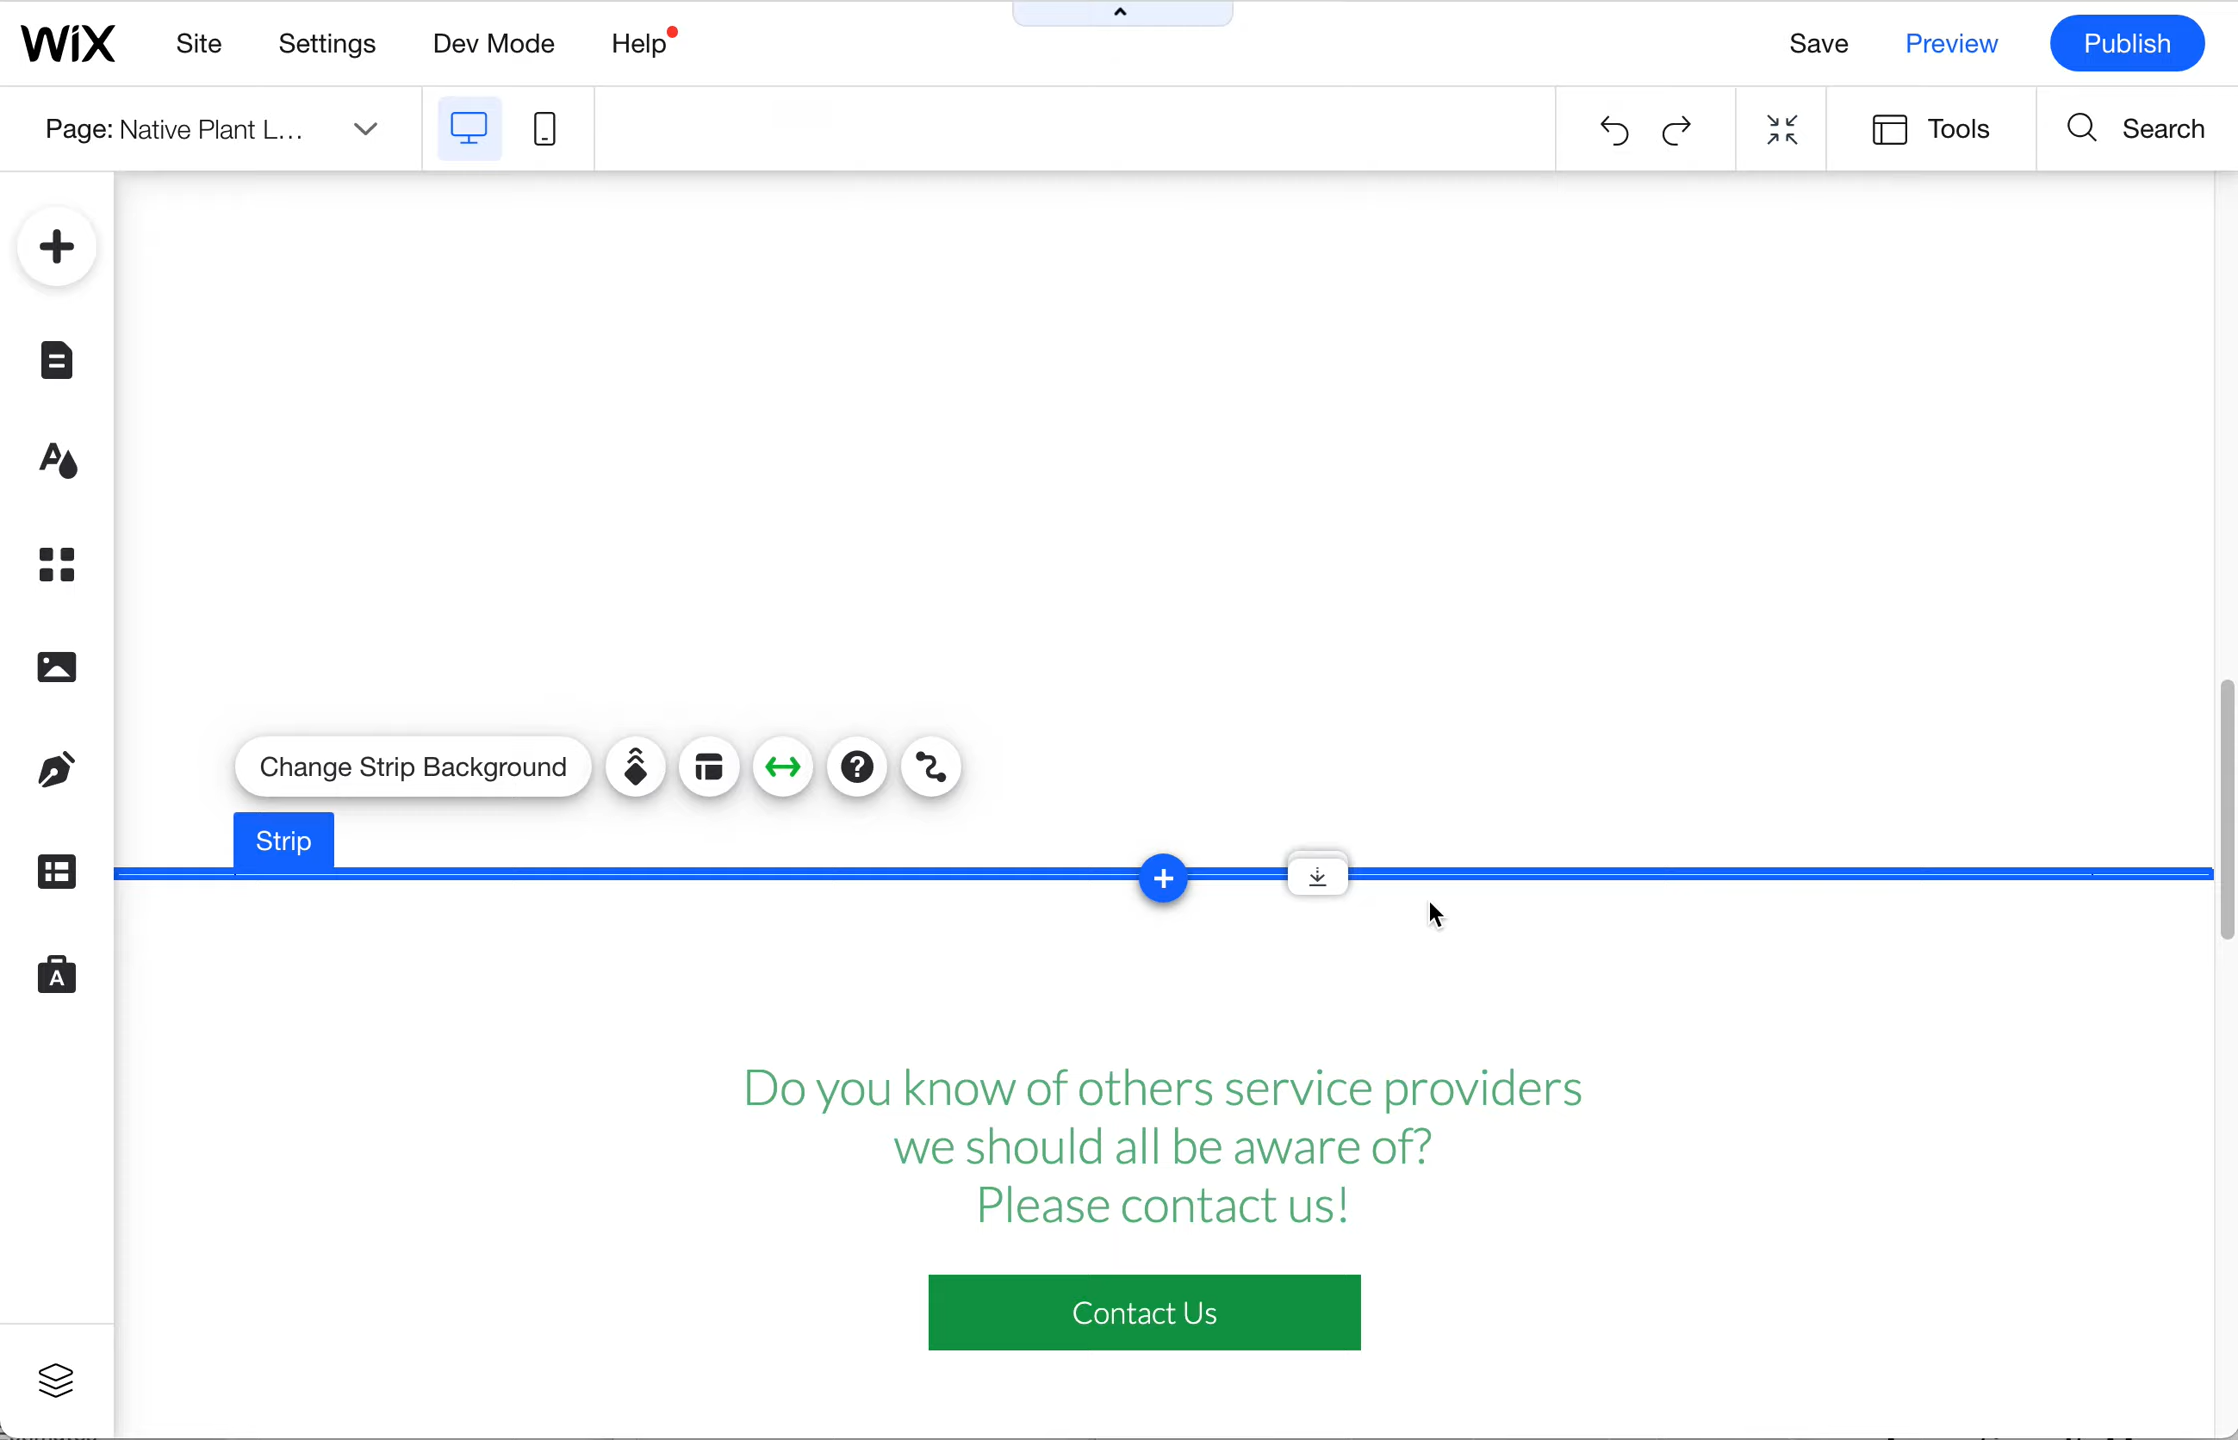 WiX
Site
Settings
Dev Mode
Help
Save
Preview
Publish
Page: Native Plant L...
Tools
Search
Change Strip Background
Strip
Do you know of others service providers
we should all be aware of?
Please contact us!
Contact Us